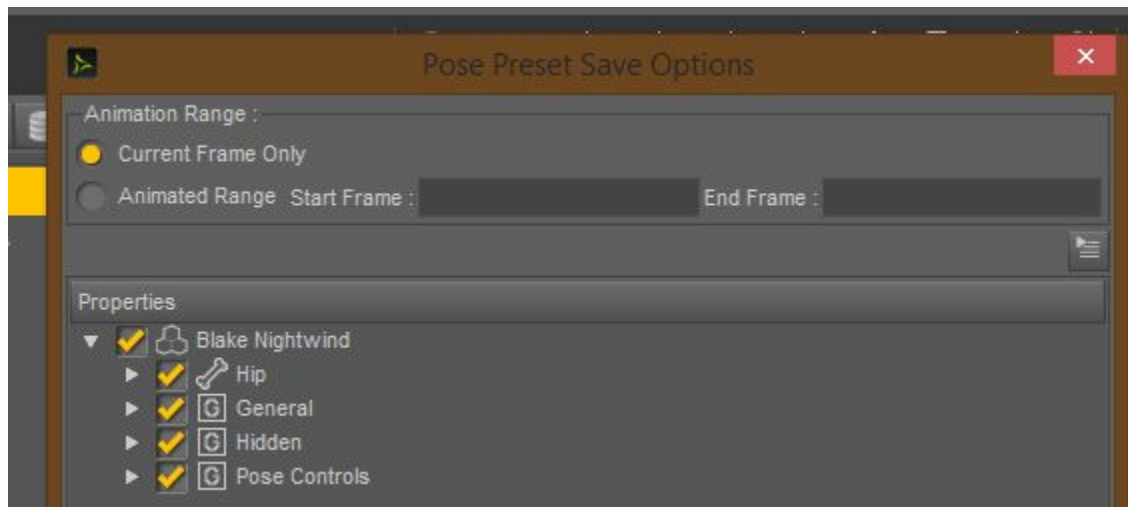 Pose Preset Save Options
Animation Range :
Current Frame Only
Animated Range Start Frame : End Frame :
Properties
Blake Nightwind
Hip
G General
G Hidden
G Pose Controls